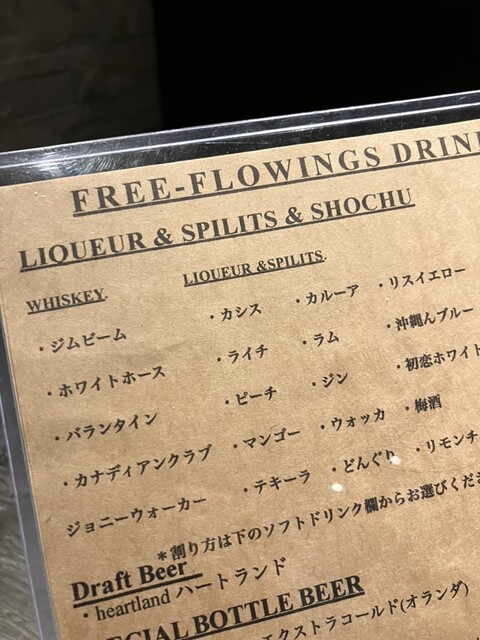 FREE-FLOWINGS
LIQUEUR & SPILITS & SHOCHU
WHISKEY.
・ジムビーム
・ホワイトホース
・バランタイン
・カナディアンクラブ
ジョニーウォーカー
LIQUEUR &SPILITS.
・カシス ・カルーア ・リスイエロー
・ライチ ・ラム ・沖縄んブルー
・ピーチ ・ジン ・初恋ホワイト
・マンゴー ・ウォッカ ・梅酒
・テキーラ ・どんぐり ・リモンチ
＊割り方は下のソフトドリンク欄からお選びくださ
Draft Beer
・heartland ハートランド
BOTTLE BEER
エクストラコールド(オランダ)